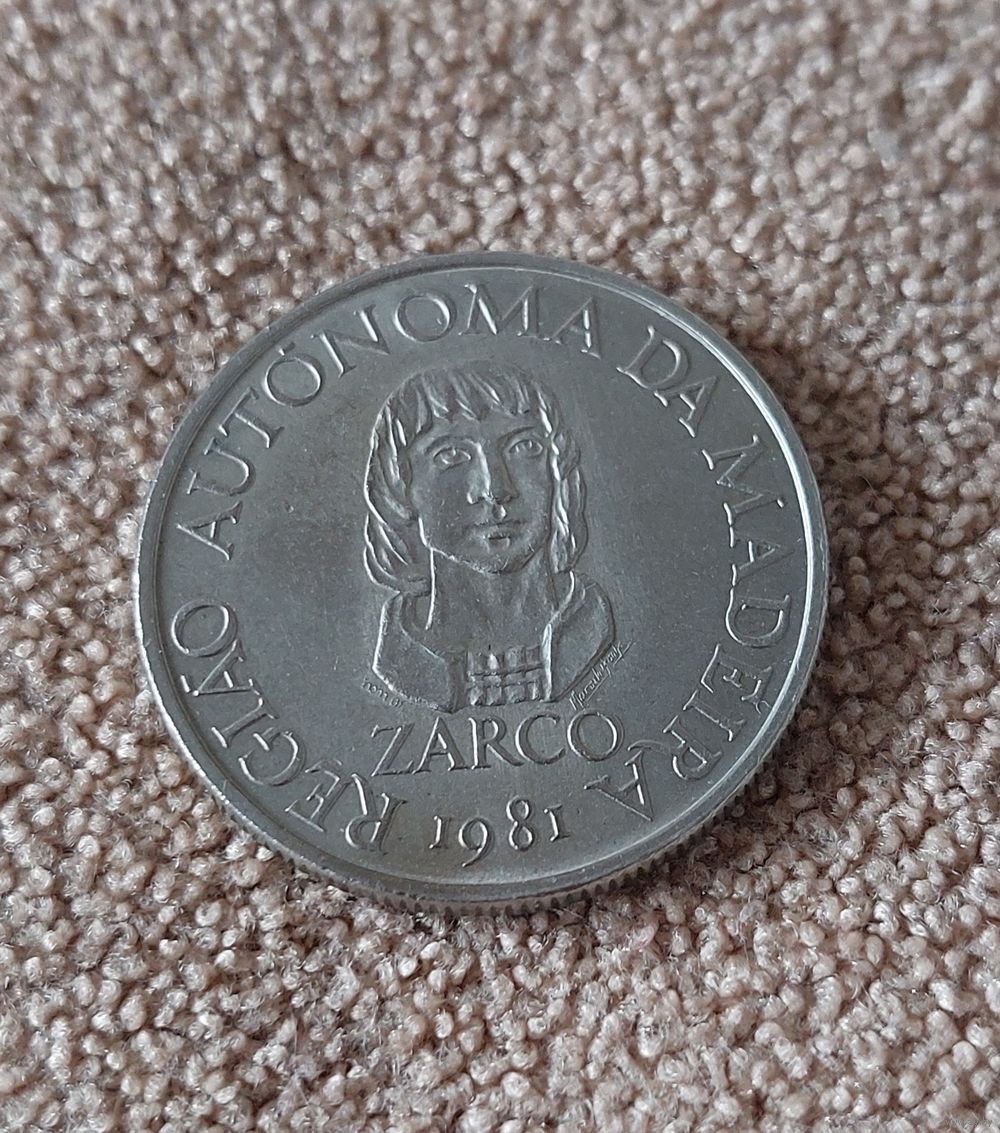 REGIÃO AUTÓNOMA DA MADEIRA
ZARCO
1981